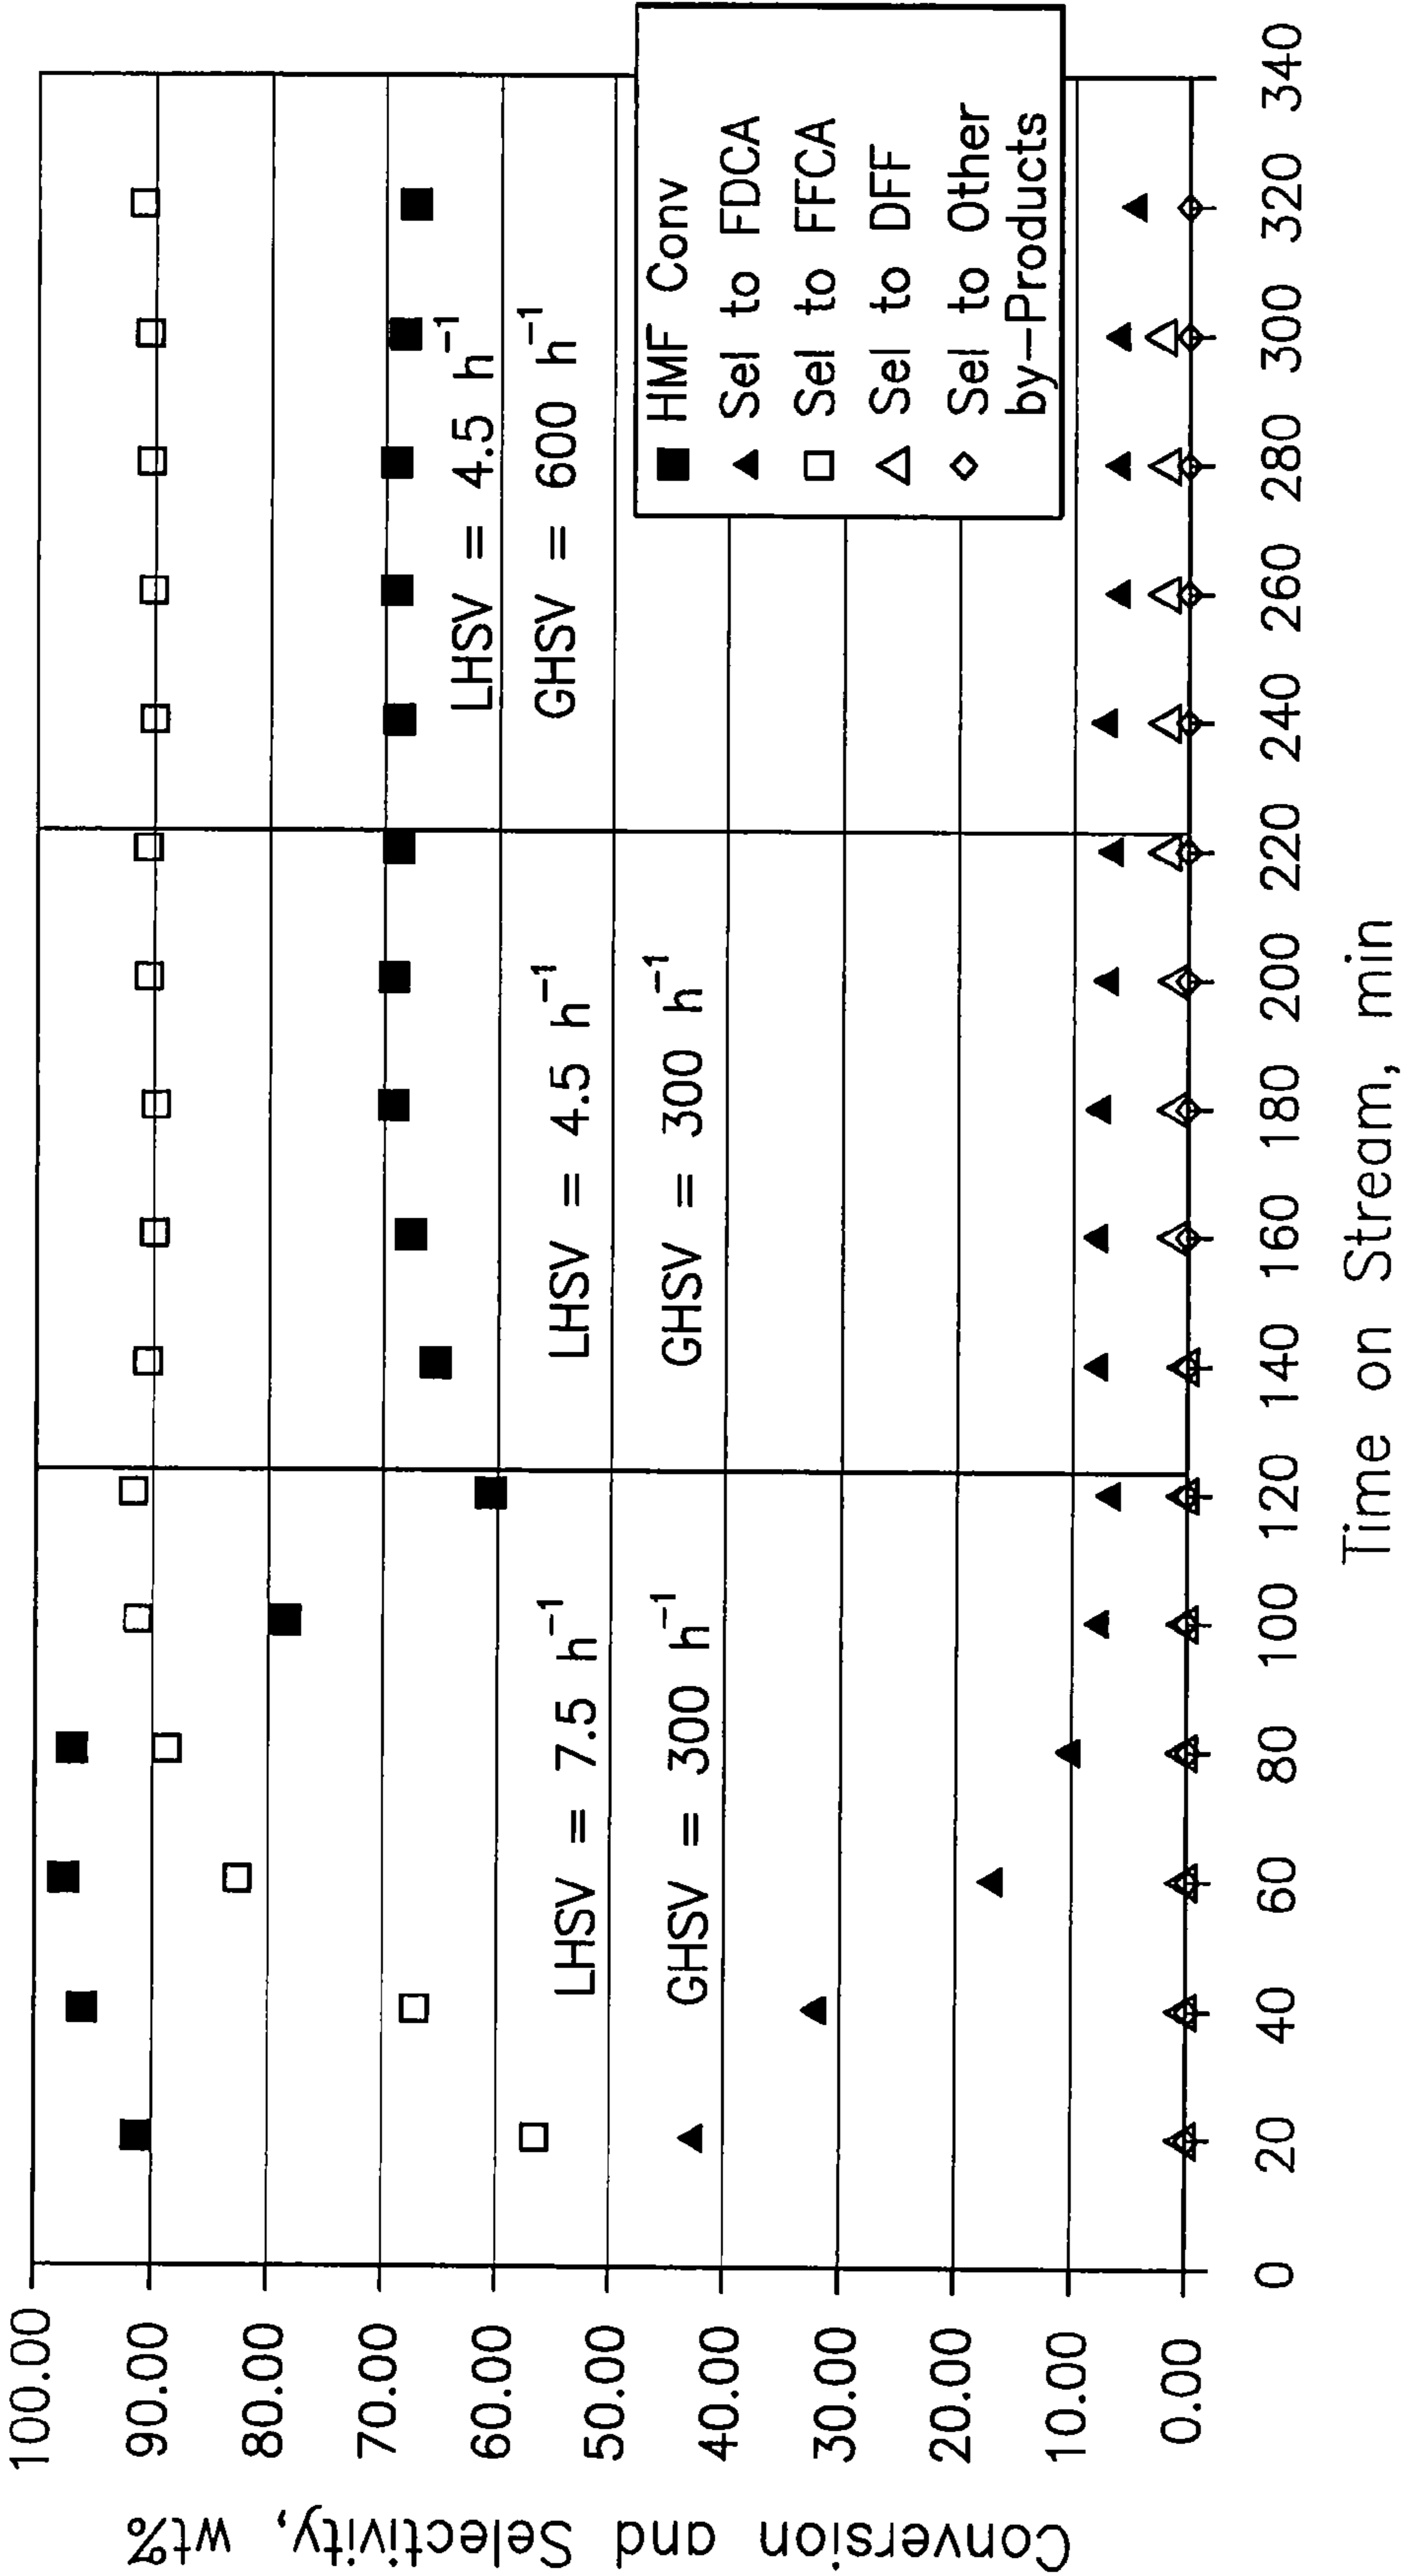 Conversion and Selectivity, wt%
100.00
90.00
80.00
70.00
60.00
50.00
40.00
30.00
20.00
10.00
0.00
LHSV = 7.5 h⁻¹
GHSV = 300 h⁻¹
LHSV = 4.5 h⁻¹
GHSV = 300 h⁻¹
LHSV = 4.5 h⁻¹
GHSV = 600 h⁻¹
HMF Conv
Sel to FDCA
Sel to FFCA
Sel to DFF
Sel to Other
by-Products
0 20 40 60 80 100 120 140 160 180 200 220 240 260 280 300 320 340
Time on Stream, min